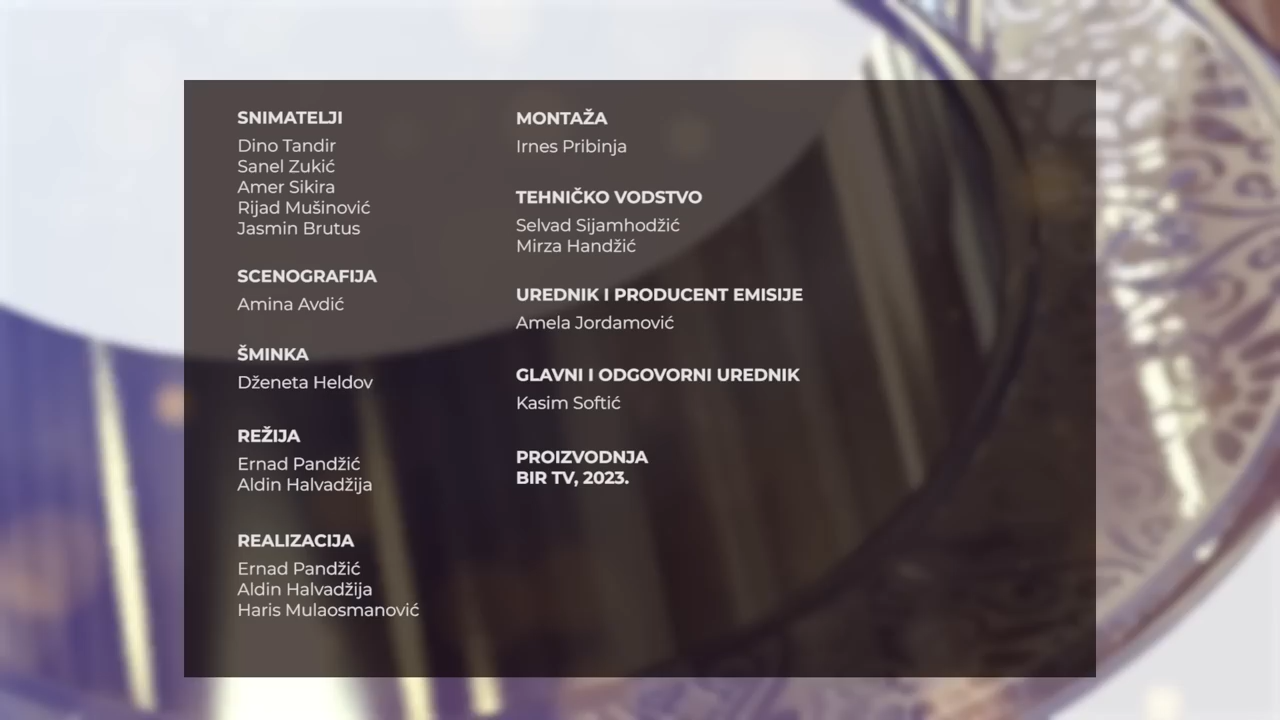 SNIMATELJI
Dino Tandir
Sanel Zukić
Amer Sikira
Rijad Mušinović
Jasmin Brutus
SCENOGRAFIJA
Amina Avdić
ŠMINKA
Dženeta Heldov
REŽIJA
Ernad Pandžić
Aldin Halvadžija
REALIZACIJA
Ernad Pandžić
Aldin Halvadžija
Haris Mulaosmanović
MONTAŽA
Irnes Pribinja
TEHNIČKO VODSTVO
Selvad Sijamhodžić
Mirza Handžić
UREDNIK I PRODUCENT EMISIJE
Amela Jordamović
GLAVNI I ODGOVORNI UREDNIK
Kasim Softić
PROIZVODNJA
BIR TV, 2023.